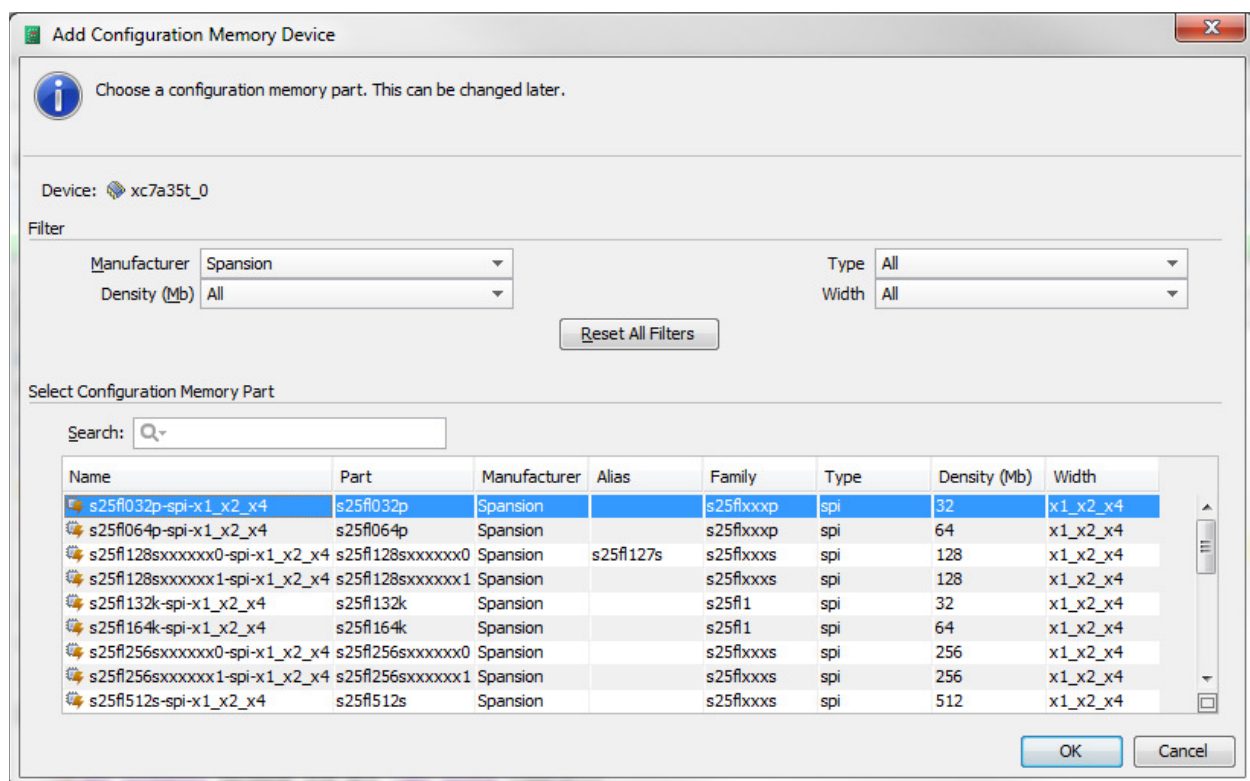 Add Configuration Memory Device
Choose a configuration memory part. This can be changed later.
Device: xc7a35t_0
Filter
Manufacturer Spansion Type All
Density (Mb) All Width All
Reset All Filters
Select Configuration Memory Part
Search:
Name Part Manufacturer Alias Family Type Density (Mb) Width
s25fl032p-spi-x1_x2_x4 s25fl032p Spansion s25flxxxp spi 32 x1_x2_x4
s25fl064p-spi-x1_x2_x4 s25fl064p Spansion s25flxxxp spi 64 x1_x2_x4
s25fl128sxxxxxx0-spi-x1_x2_x4 s25fl128sxxxxxx0 Spansion s25fl127s s25flxxxs spi 128 x1_x2_x4
s25fl128sxxxxxx1-spi-x1_x2_x4 s25fl128sxxxxxx1 Spansion s25flxxxs spi 128 x1_x2_x4
s25fl132k-spi-x1_x2_x4 s25fl132k Spansion s25fl1 spi 32 x1_x2_x4
s25fl164k-spi-x1_x2_x4 s25fl164k Spansion s25fl1 spi 64 x1_x2_x4
s25fl256sxxxxxx0-spi-x1_x2_x4 s25fl256sxxxxxx0 Spansion s25flxxxs spi 256 x1_x2_x4
s25fl256sxxxxxx1-spi-x1_x2_x4 s25fl256sxxxxxx1 Spansion s25flxxxs spi 256 x1_x2_x4
s25fl512s-spi-x1_x2_x4 s25fl512s Spansion s25flxxxs spi 512 x1_x2_x4
OK Cancel